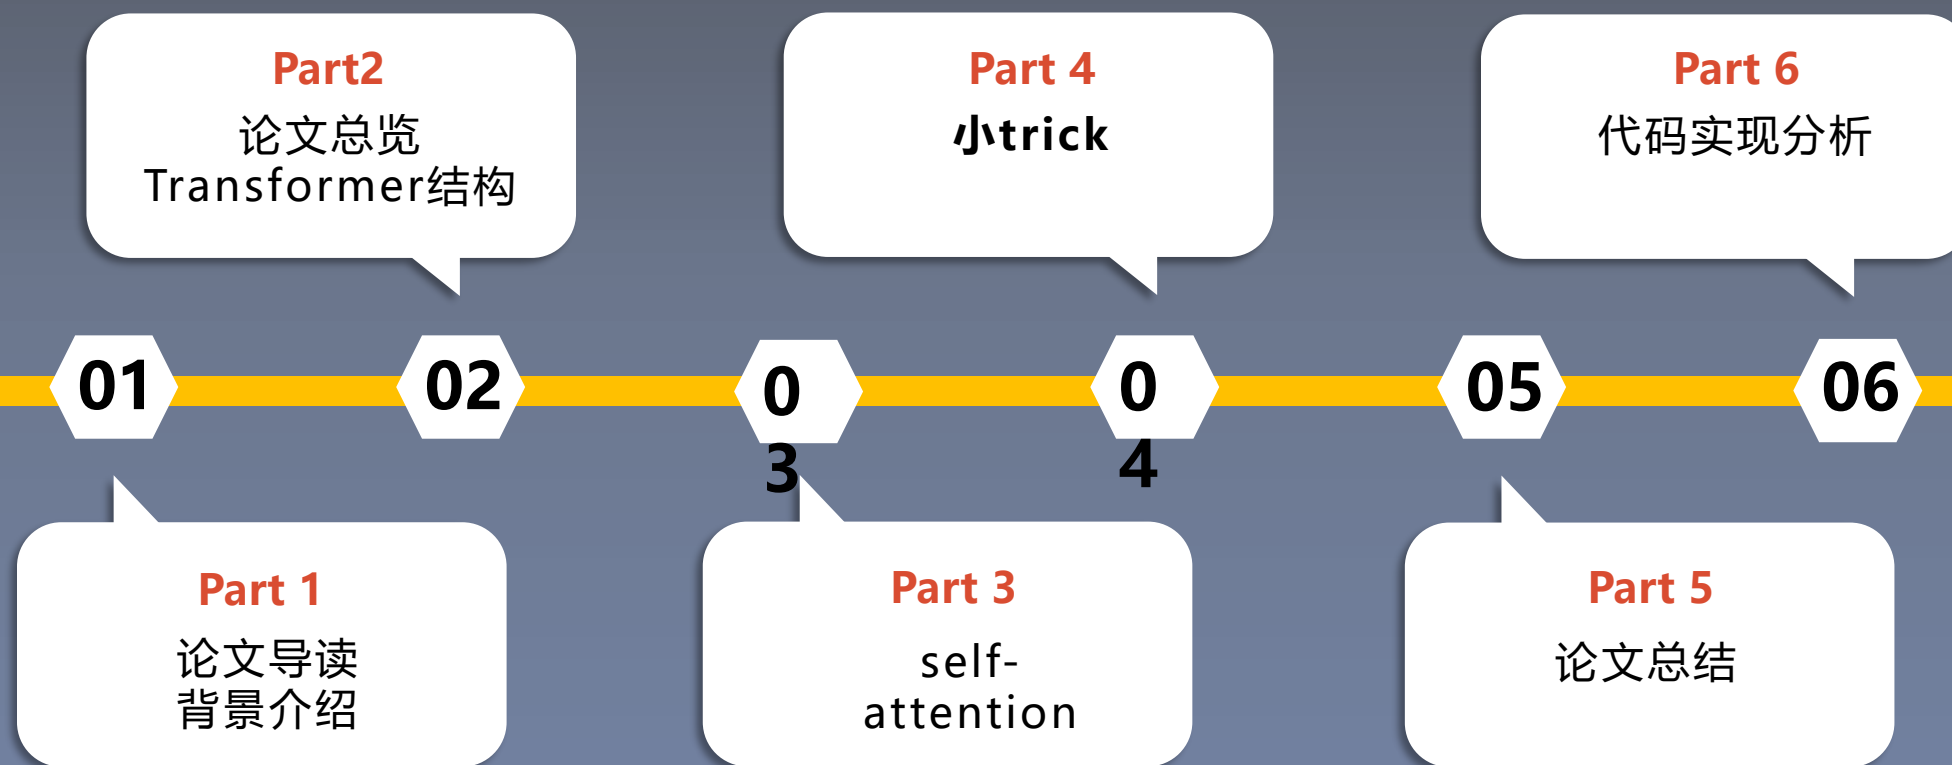 Part2
论文总览
Transformer结构
Part 4
小trick
Part 6
代码实现分析
01
02
0
3
0
4
05
06
Part 1
论文导读
背景介绍
Part 3
self-
attention
Part 5
论文总结